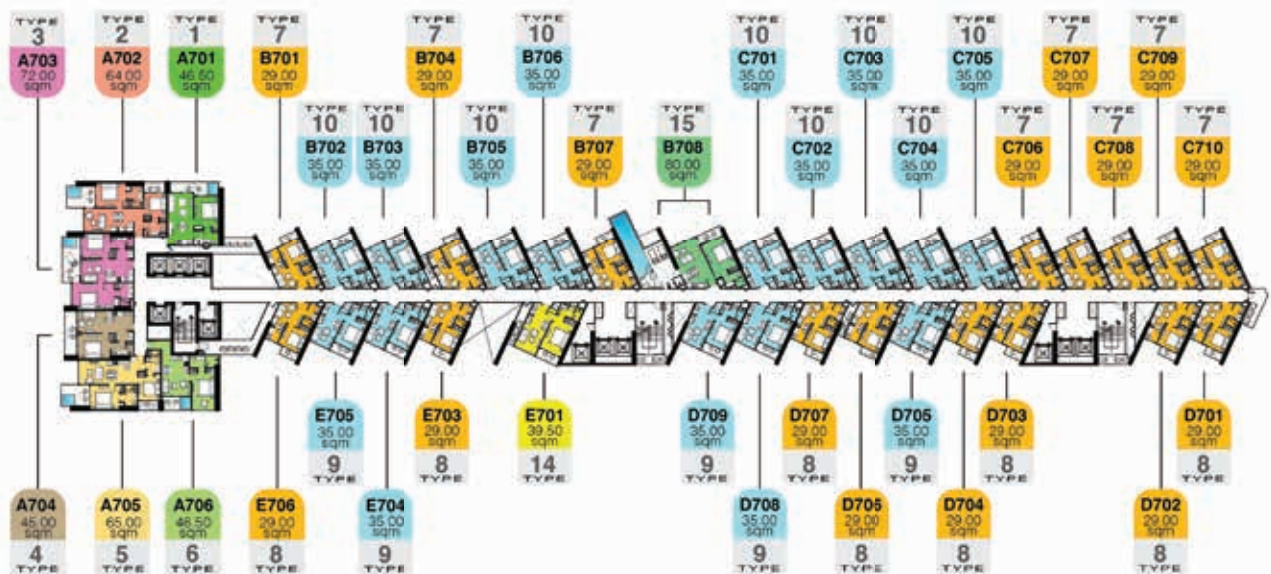 TYPE
3
A703
72.00
sqm
TYPE
2
A702
64.00
sqm
TYPE
1
A701
46.50
sqm
TYPE
7
B701
29.00
sqm
TYPE
7
B704
29.00
sqm
TYPE
10
B706
35.00
sqm
TYPE
10
C701
35.00
sqm
TYPE
10
C703
35.00
sqm
TYPE
10
C705
35.00
sqm
TYPE
7
C707
29.00
sqm
TYPE
7
C709
29.00
sqm
TYPE
10
B702
35.00
sqm
TYPE
10
B703
35.00
sqm
TYPE
10
B705
35.00
sqm
TYPE
7
B707
29.00
sqm
TYPE
15
B708
80.00
sqm
TYPE
10
C702
35.00
sqm
TYPE
10
C704
35.00
sqm
TYPE
7
C706
29.00
sqm
TYPE
7
C708
29.00
sqm
TYPE
7
C710
29.00
sqm
E705
35.00
sqm
9
TYPE
E703
29.00
sqm
8
TYPE
E701
39.50
sqm
14
TYPE
D709
35.00
sqm
9
TYPE
D707
29.00
sqm
8
TYPE
D705
35.00
sqm
9
TYPE
D703
29.00
sqm
8
TYPE
D701
29.00
sqm
8
TYPE
A704
45.00
sqm
4
TYPE
A705
65.00
sqm
5
TYPE
A706
46.50
sqm
6
TYPE
E706
29.00
sqm
8
TYPE
E704
35.00
sqm
9
TYPE
D708
35.00
sqm
9
TYPE
D706
29.00
sqm
8
TYPE
D704
29.00
sqm
8
TYPE
D702
29.00
sqm
8
TYPE